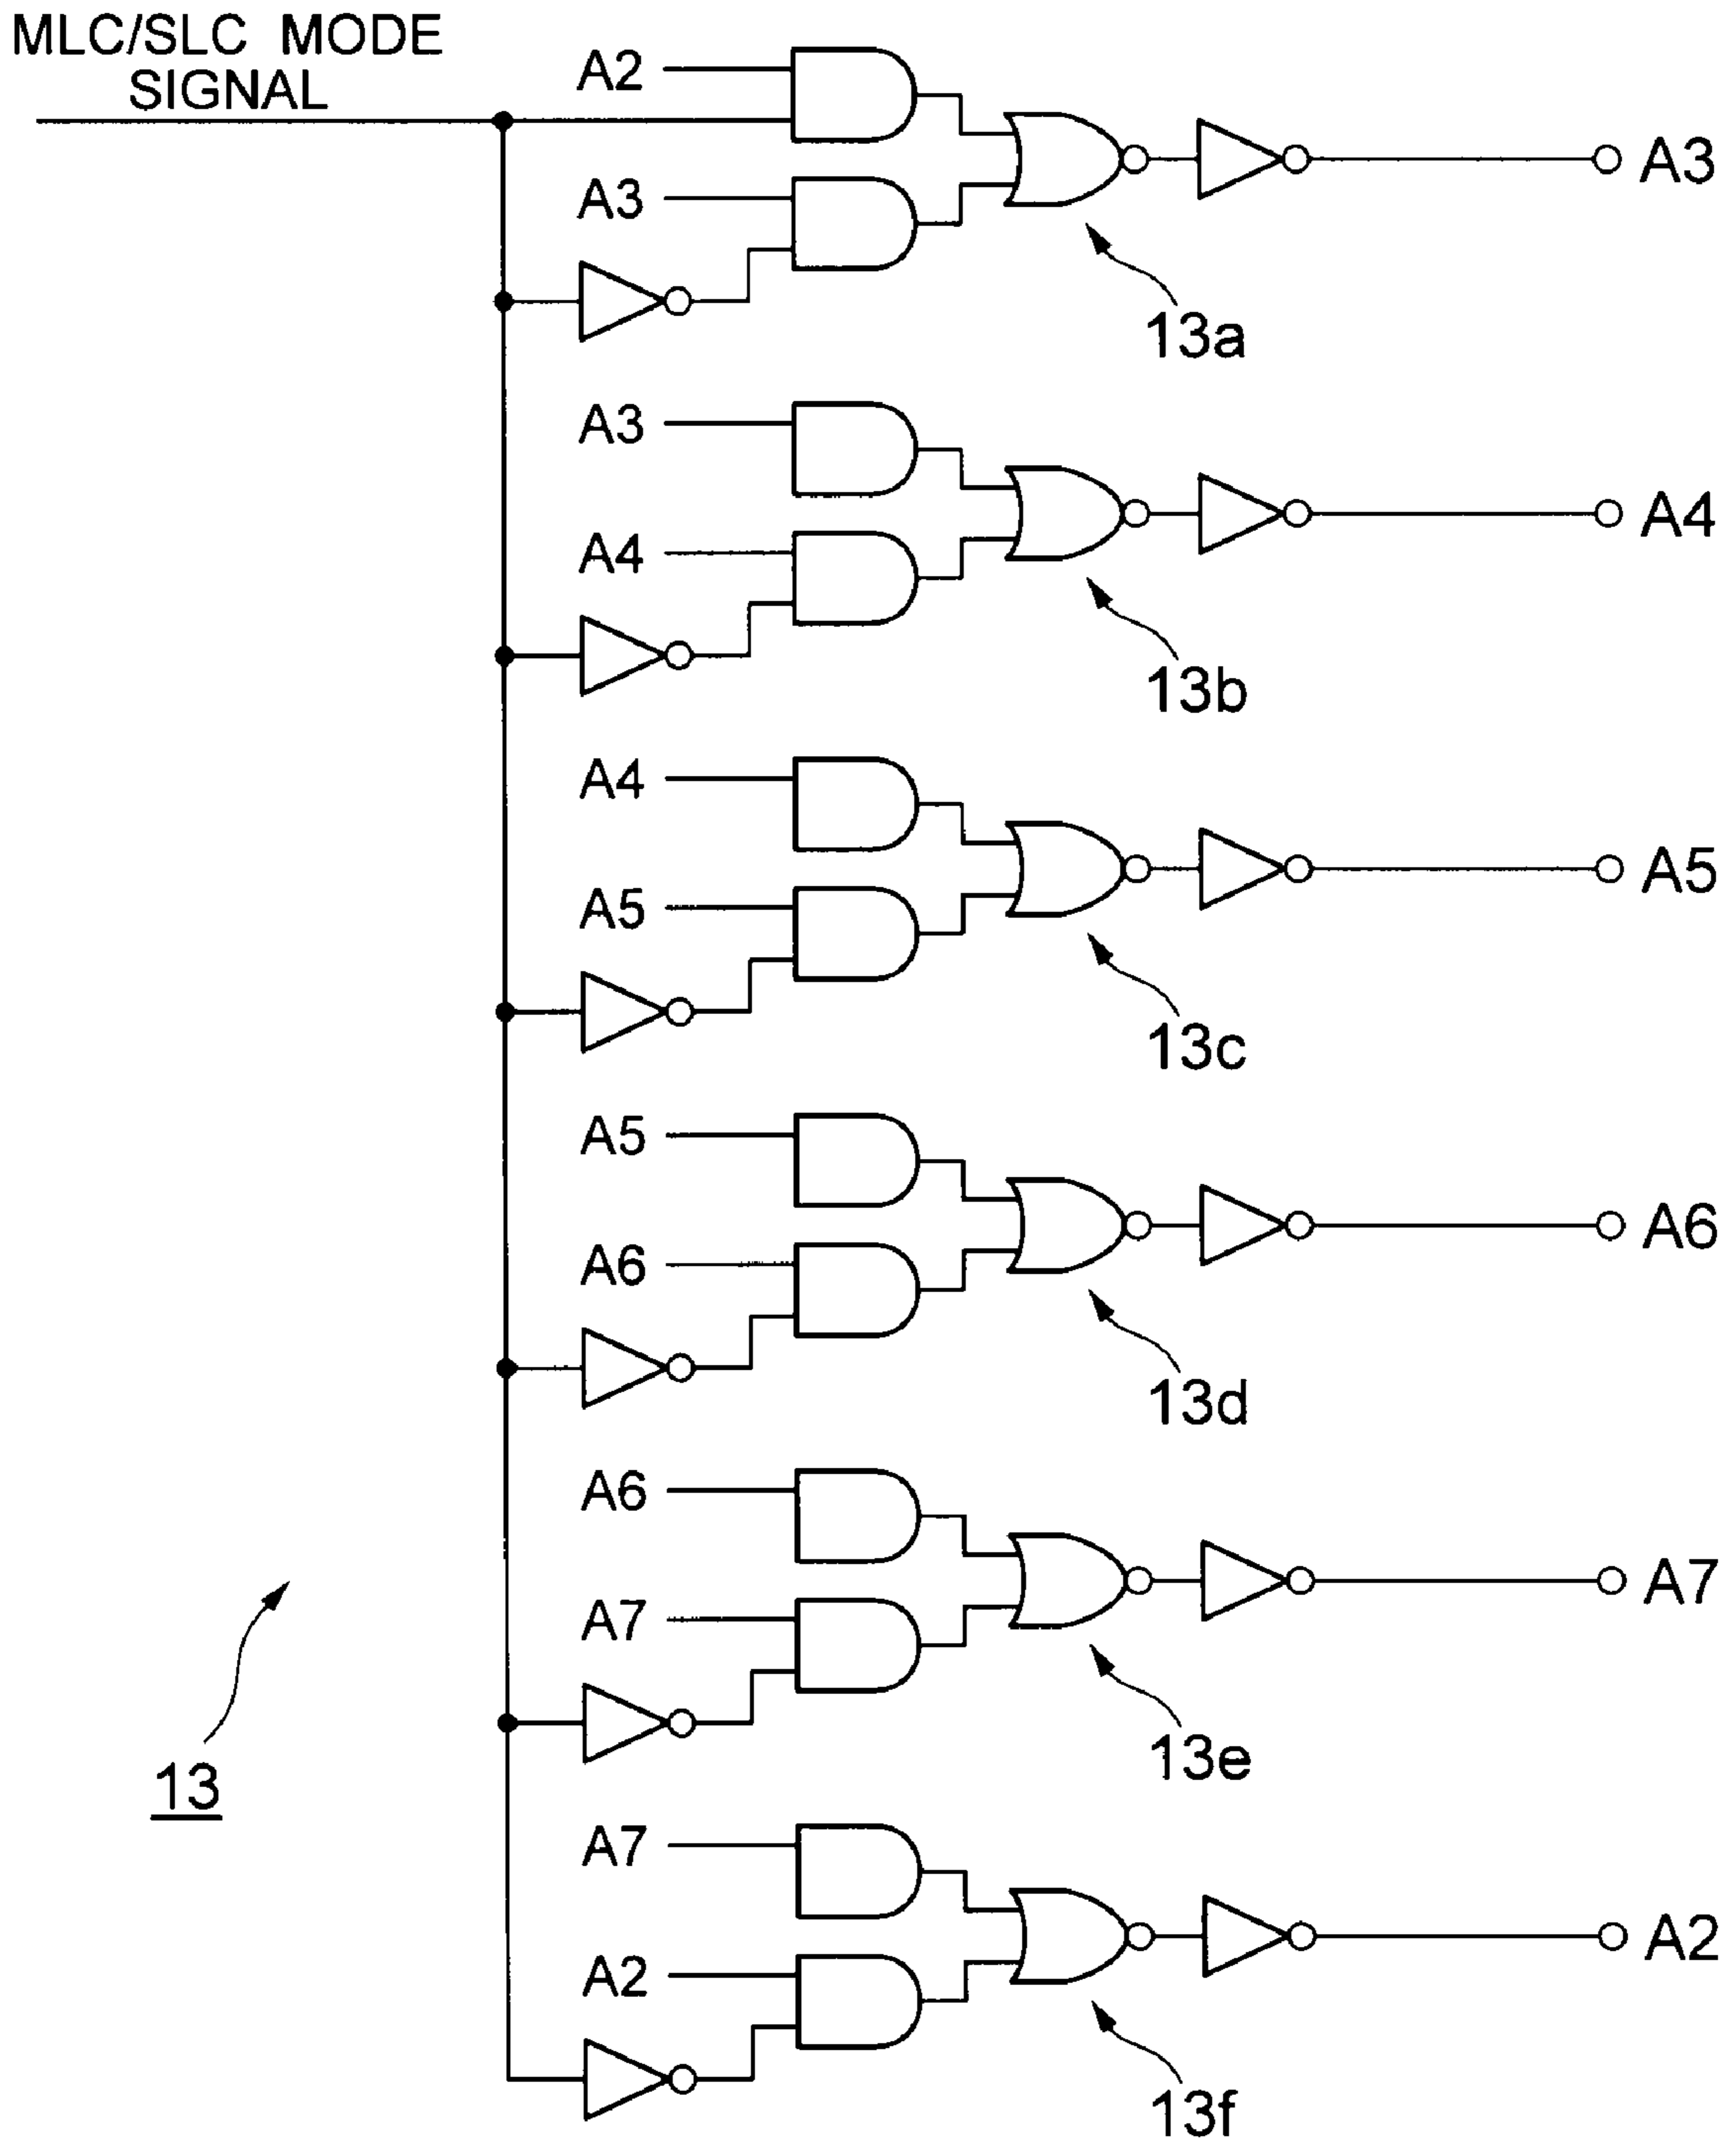 MLC/SLC MODE
SIGNAL
A2
A3
A3
13a
A3
A4
A4
13b
A4
A5
A5
13c
A5
A6
A6
13d
A6
A7
A7
13e
13
A7
A2
A2
13f